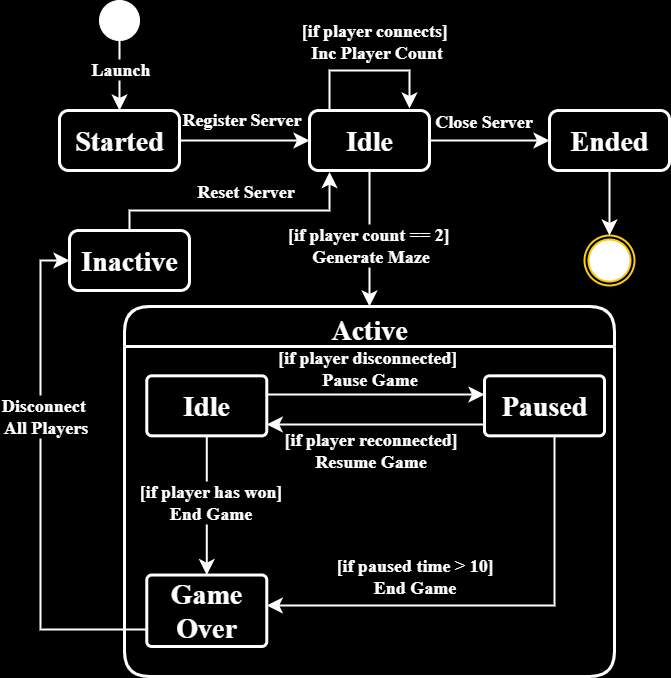 [if player connects]
Inc Player Count
Launch
Started
Register Server
Idle
Close Server
Ended
Reset Server
[if player count == 2]
Generate Maze
Inactive
Active
[if player disconnected]
Pause Game
Idle
Paused
Disconnect
All Players
[if player reconnected]
Resume Game
[if player has won]
End Game
[if paused time > 10]
End Game
Game
Over